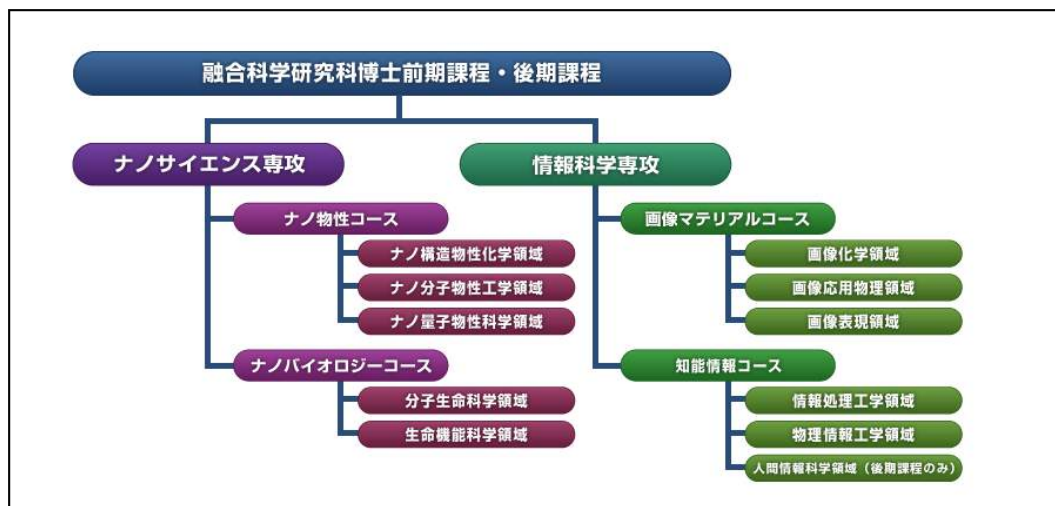 融合科学研究科博士前期課程・後期課程
ナノサイエンス専攻
ナノ物性コース
ナノ構造物性化学領域
ナノ分子物性工学領域
ナノ量子物性科学領域
ナノバイオロジーコース
分子生命科学領域
生命機能科学領域
情報科学専攻
画像マテリアルコース
画像化学領域
画像応用物理領域
画像表現領域
知能情報コース
情報処理工学領域
物理情報工学領域
人間情報科学領域（後期課程のみ）